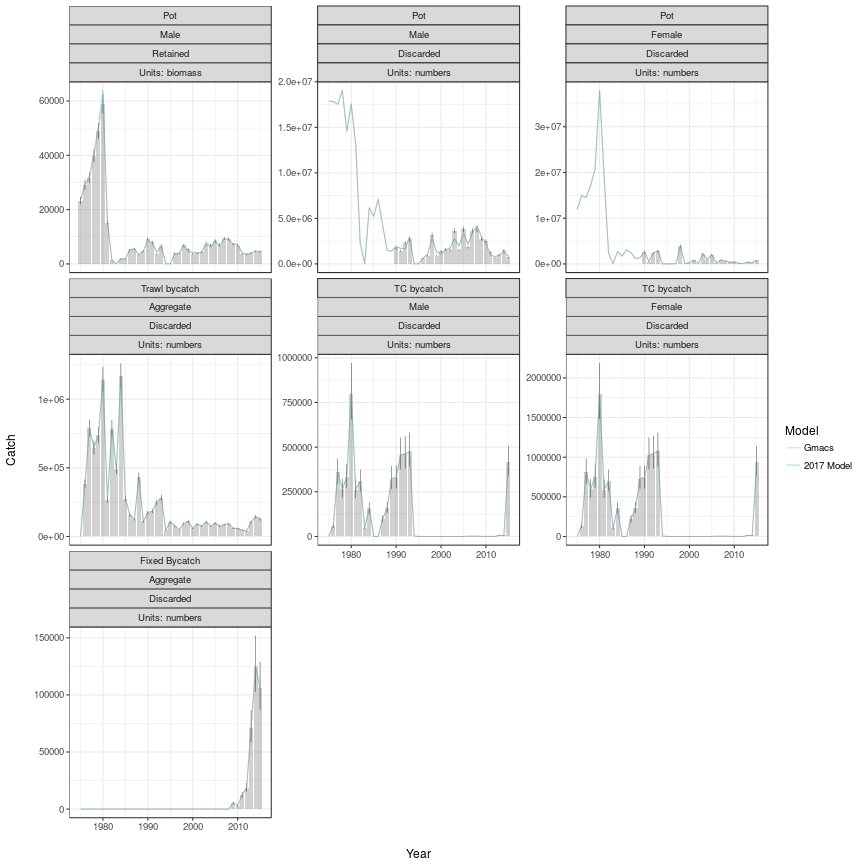 Pot
Male
Retained
Units: biomass
Pot
Male
Discarded
Units: numbers
Pot
Female
Discarded
Units: numbers
60000
40000
20000
0
2.0e+07
1.5e+07
1.0e+07
5.0e+06
0.0e+00
3e+07
2e+07
1e+07
0e+00
Trawl bycatch
Aggregate
Discarded
Units: numbers
TC bycatch
Male
Discarded
Units: numbers
TC bycatch
Female
Discarded
Units: numbers
1e+06
5e+05
0e+00
1000000
750000
500000
250000
0
1980 1990 2000 2010
2000000
1500000
1000000
500000
0
1980 1990 2000 2010
Fixed Bycatch
Aggregate
Discarded
Units: numbers
150000
100000
50000
0
1980 1990 2000 2010
Catch
Year
Model
Gmacs
2017 Model